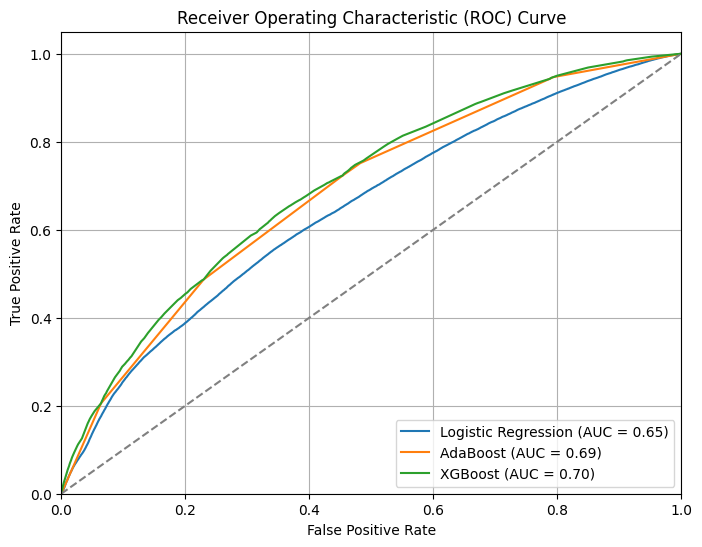 Receiver Operating Characteristic (ROC) Curve
True Positive Rate
1.0
0.8
0.6
0.4
0.2
0.0
Logistic Regression (AUC = 0.65)
AdaBoost (AUC = 0.69)
XGBoost (AUC = 0.70)
0.0 0.2 0.4 0.6 0.8 1.0
False Positive Rate